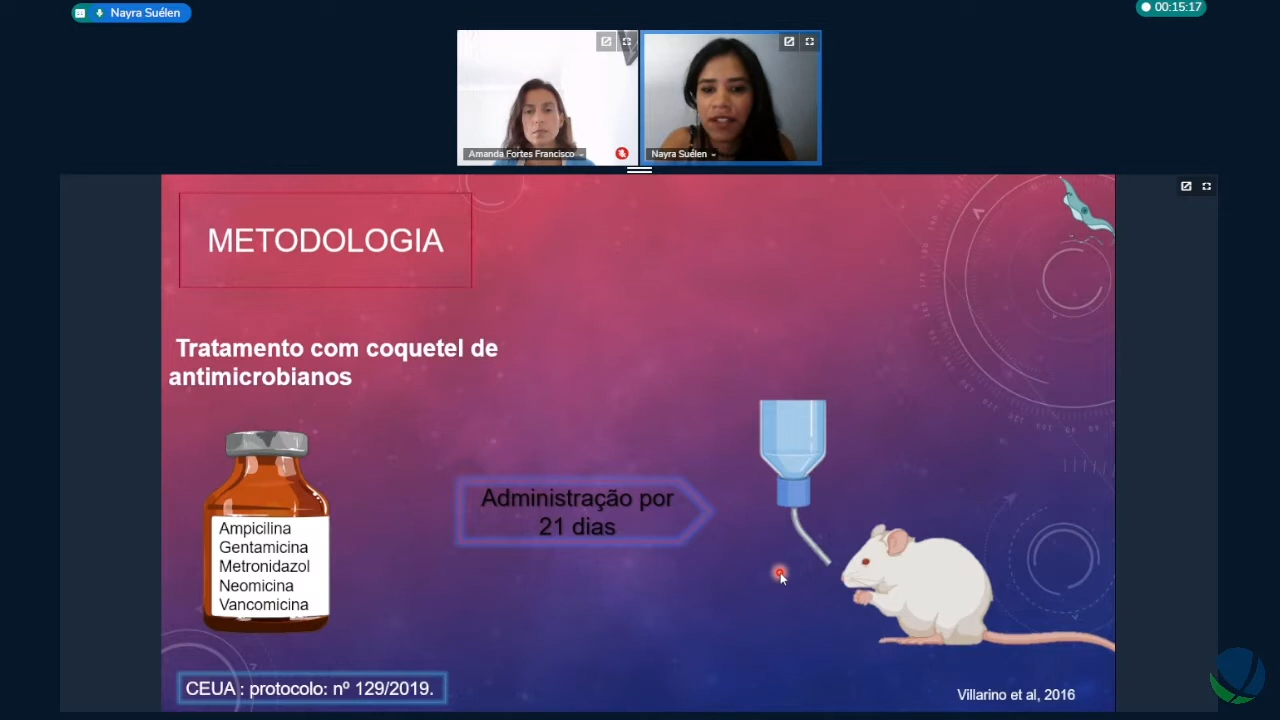 Nayra Suélen
00:15:17
Amanda Fortes Francisco
Nayra Suélen
METODOLOGIA
Tratamento com coquetel de
antimicrobianos
Ampicilina
Gentamicina
Metronidazol
Neomicina
Vancomicina
Administração por
21 dias
CEUA : protocolo: nº 129/2019.
Villarino et al, 2016